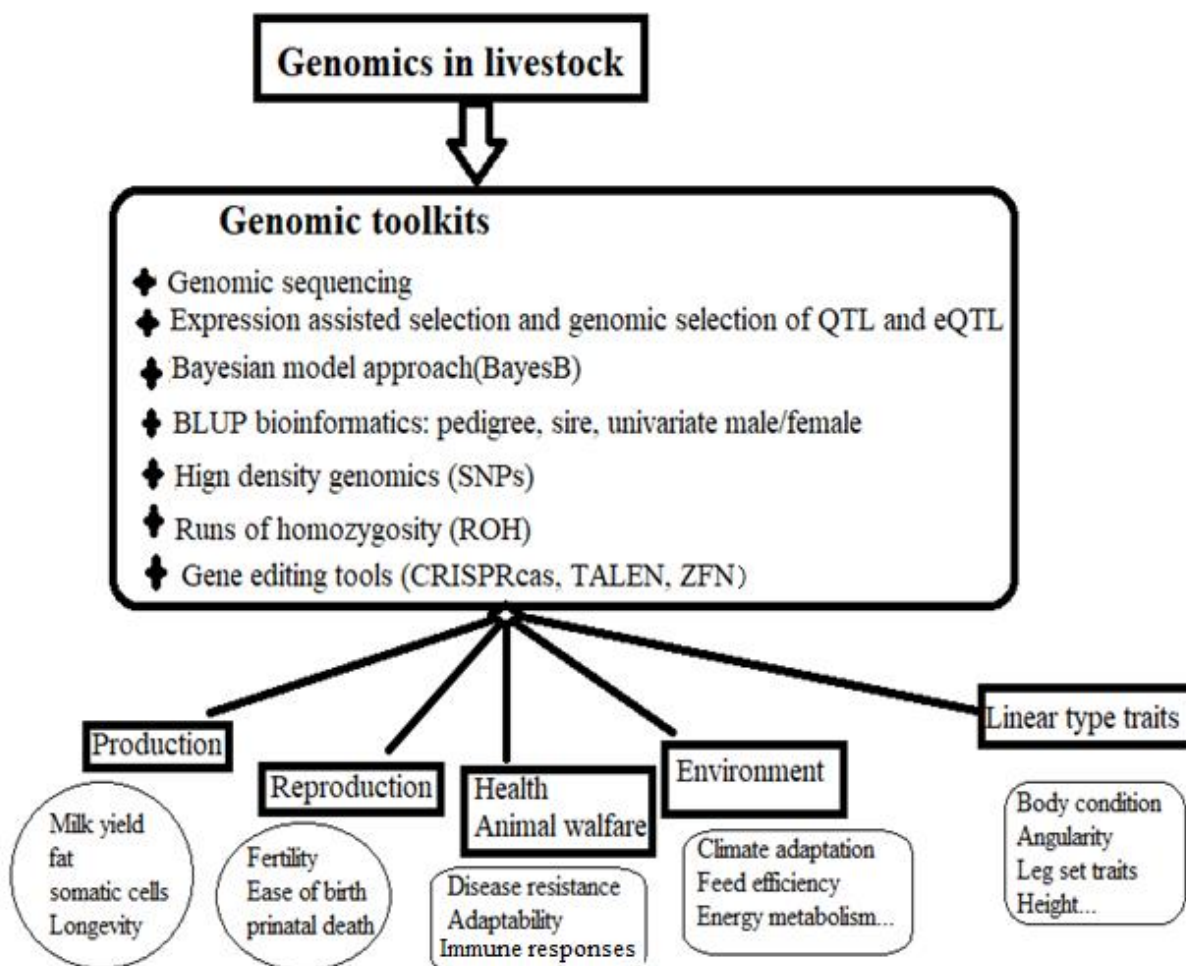 Genomics in livestock
Genomic toolkits
Genomic sequencing
Expression assisted selection and genomic selection of QTL and eQTL
Bayesian model approach(BayesB)
BLUP bioinformatics: pedigree, sire, univariate male/female
Hign density genomics (SNPs)
Runs of homozygosity (ROH)
Gene editing tools (CRISPRcas, TALEN, ZFN）
Production
Milk yield
fat
somatic cells
Longevity
Reproduction
Fertility
Ease of birth
prinatal death
Health
Animal walfare
Disease resistance
Adaptability
Immune responses
Environment
Climate adaptation
Feed efficiency
Energy metabolism...
Linear type traits
Body condition
Angularity
Leg set traits
Height...